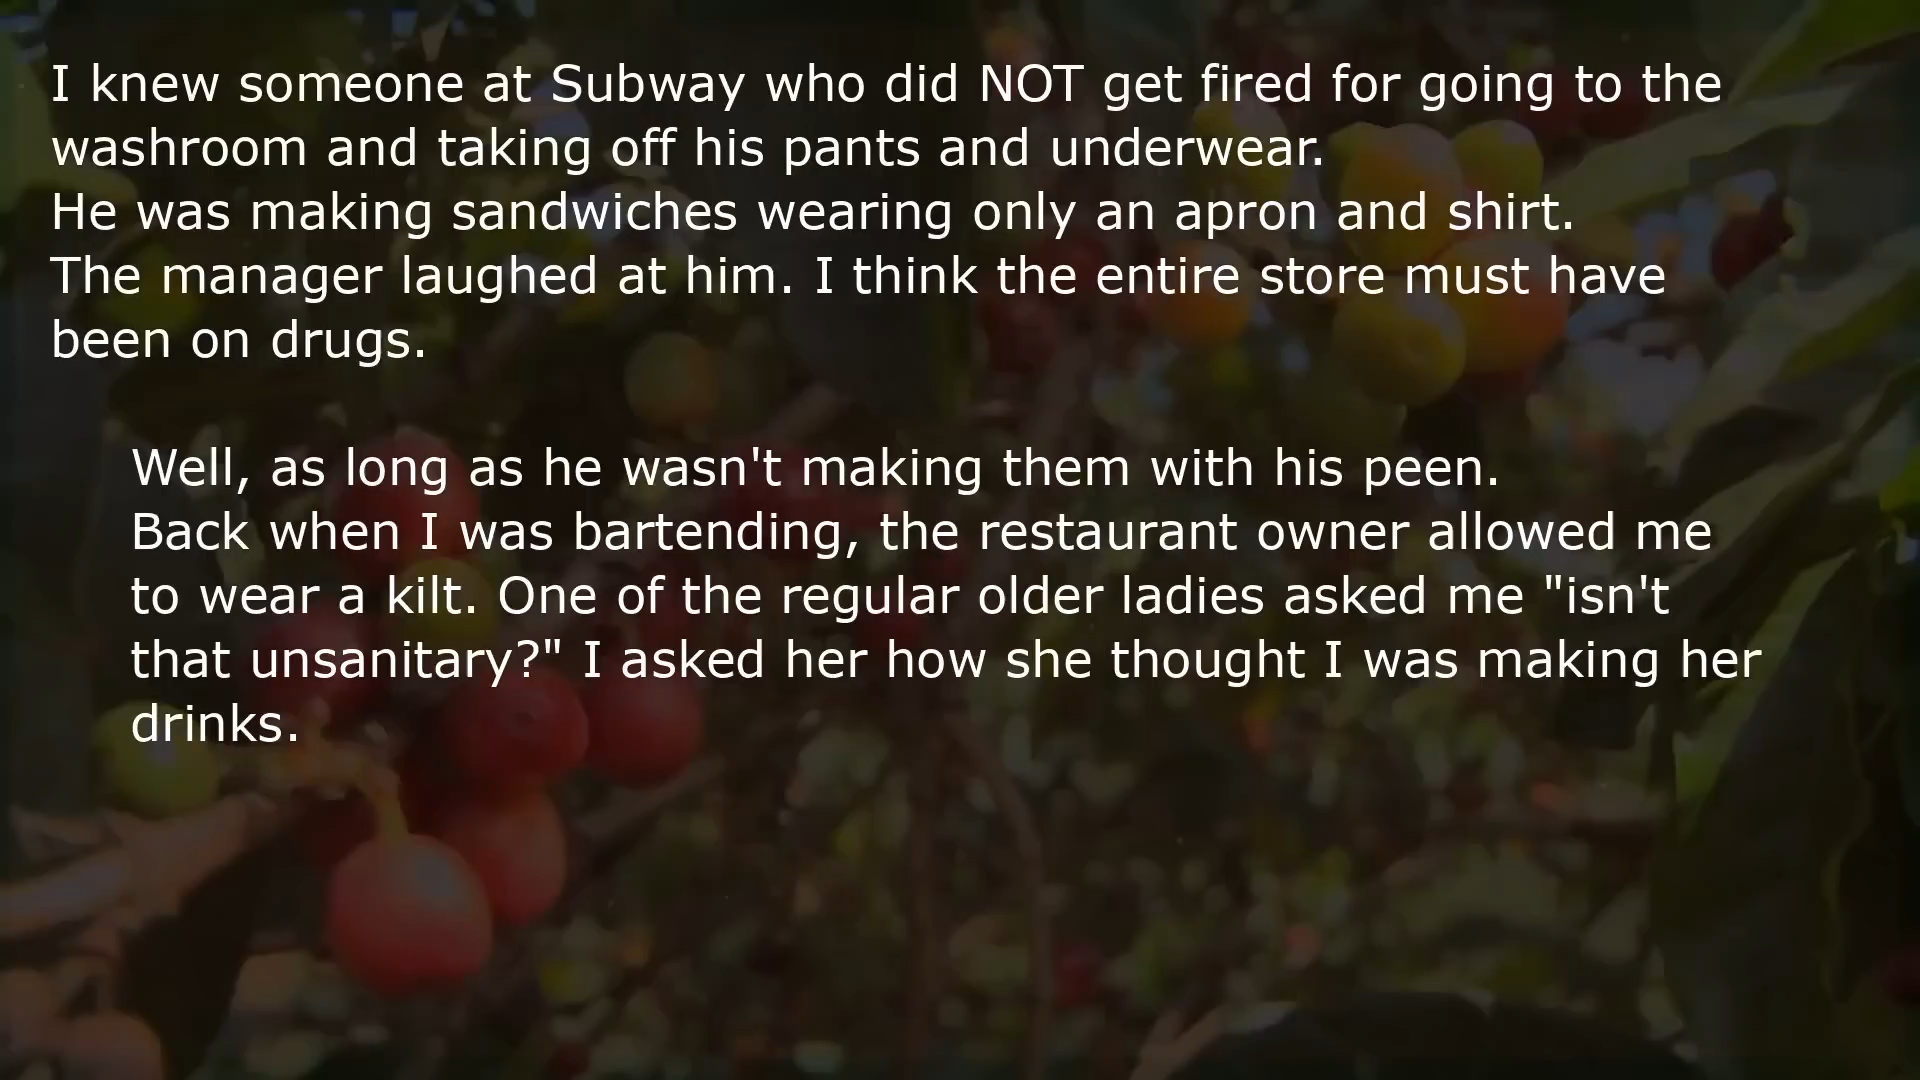 I knew someone at Subway who did NOT get fired for going to the
washroom and taking off his pants and underwear.
He was making sandwiches wearing only an apron and shirt.
The manager laughed at him. I think the entire store must have
been on drugs.
Well, as long as he wasn't making them with his peen.
Back when I was bartending, the restaurant owner allowed me
to wear a kilt. One of the regular older ladies asked me "isn't
that unsanitary?" I asked her how she thought I was making her
drinks.